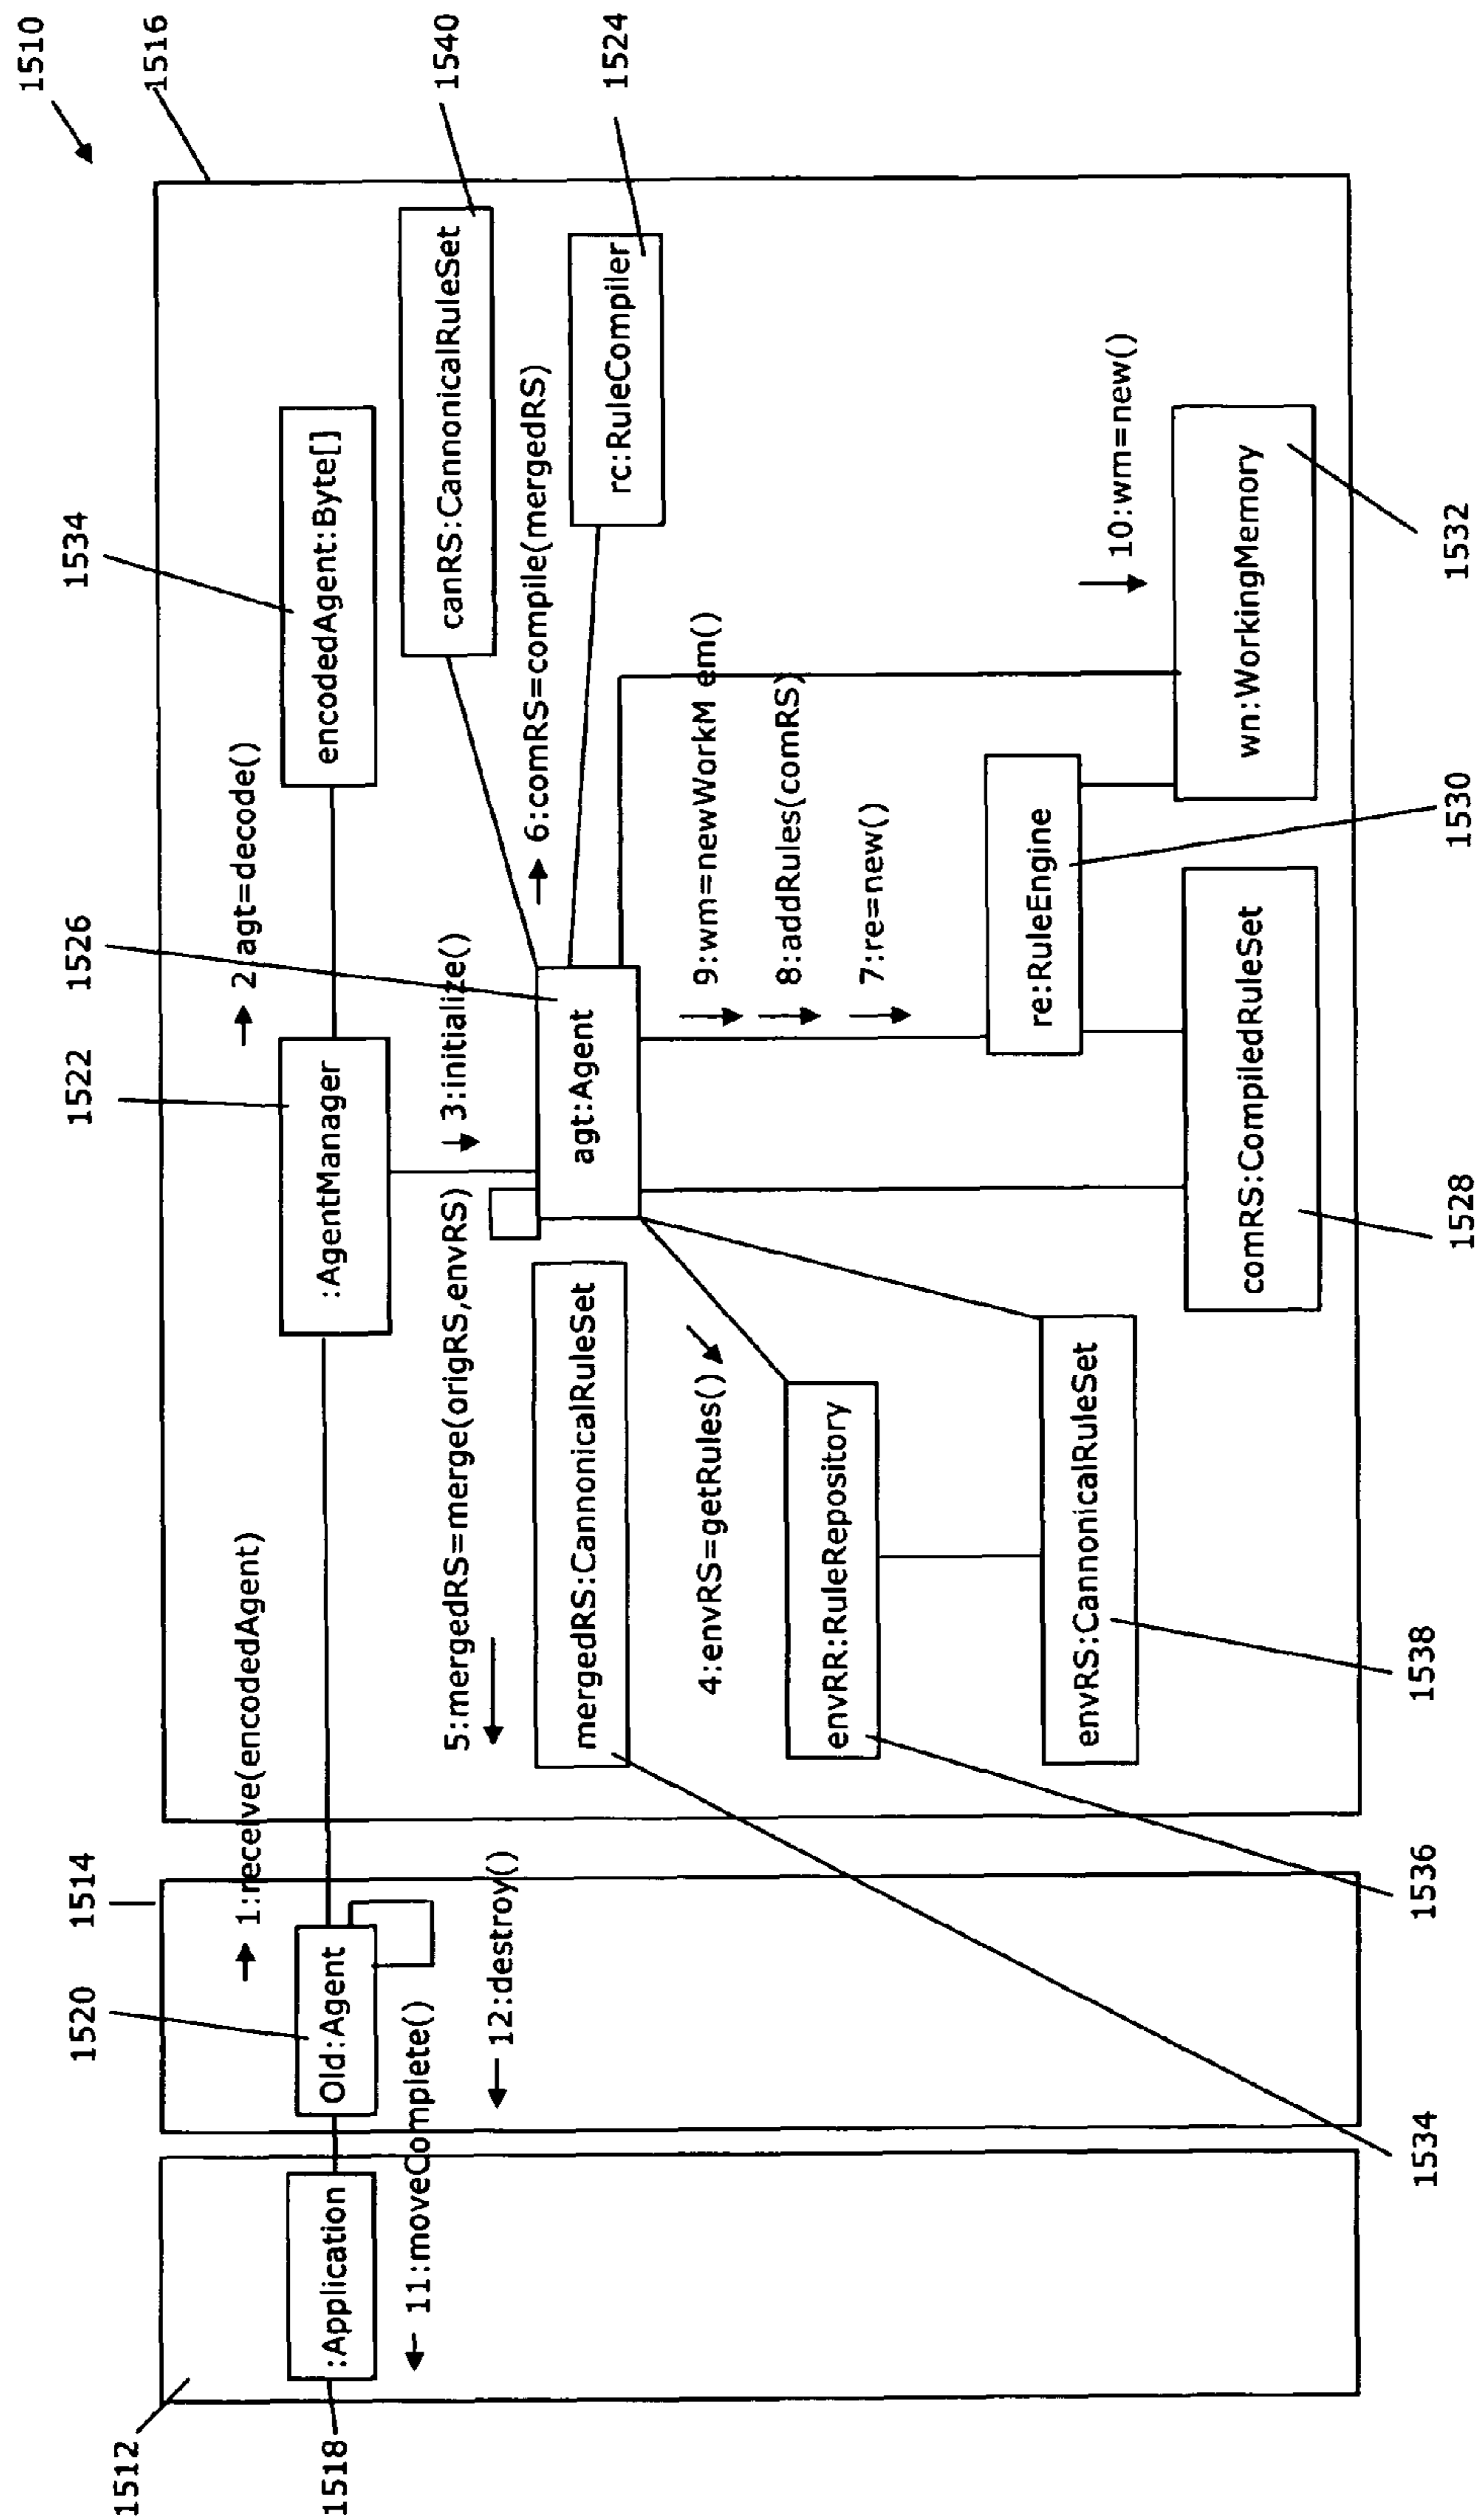 1510
1516
1540
1524
1534
1526
1522
1514
1520
1512
1518
1:receive(encodedAgent)
2:agt=decode()
:Application
Old:Agent
:AgentManager
encodedAgent:Byte[]
11:moveComplete()
12:destroy()
5:mergedRS=merge(origRS,envRS)
3:initialize()
canRS:CannonicalRuleSet
6:comRS=compile(mergedRS)
mergedRS:CannonicalRuleSet
agt:Agent
rc:RuleCompiler
4:envRS=getRules()
9:wm=newWorkM em()
8:addRules(comRS)
7:re=new()
envRR:RuleRepository
re:RuleEngine
10:wm=new()
envRS:CannonicalRuleSet
comRS:CompiledRuleSet
wn:WorkingMemory
1534
1536
1538
1528
1530
1532